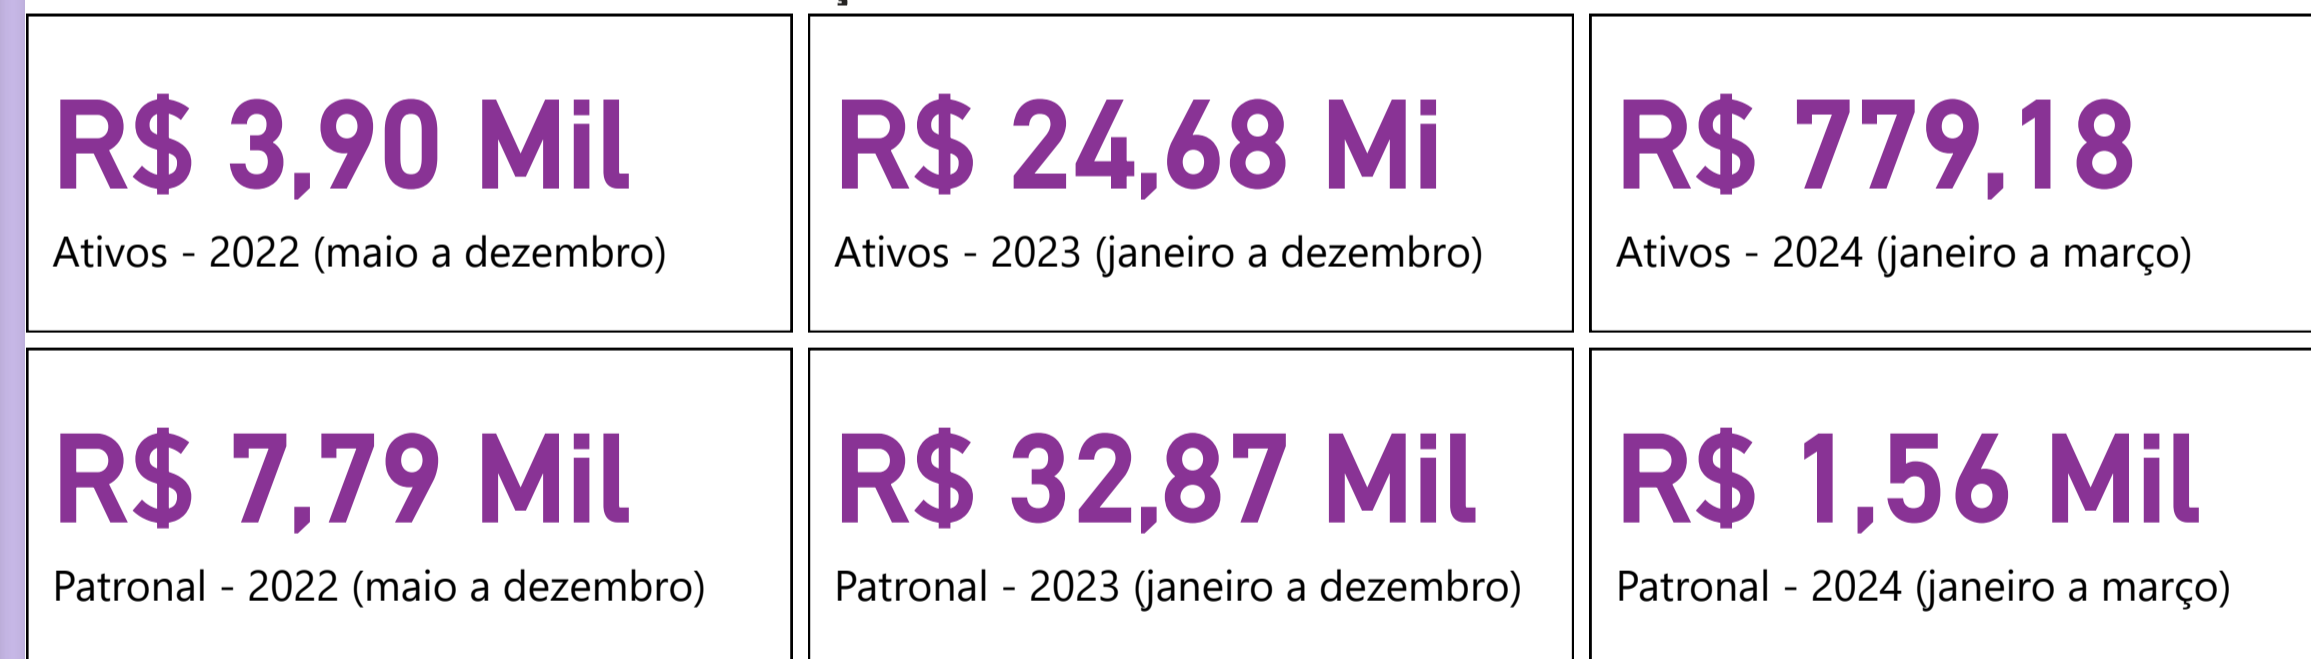 R$ 3,90 Mil
Ativos - 2022 (maio a dezembro)
R$ 24,68 Mi
Ativos - 2023 (janeiro a dezembro)
R$ 779,18
Ativos - 2024 (janeiro a março)
R$ 7,79 Mil
Patronal - 2022 (maio a dezembro)
R$ 32,87 Mil
Patronal - 2023 (janeiro a dezembro)
R$ 1,56 Mil
Patronal - 2024 (janeiro a março)